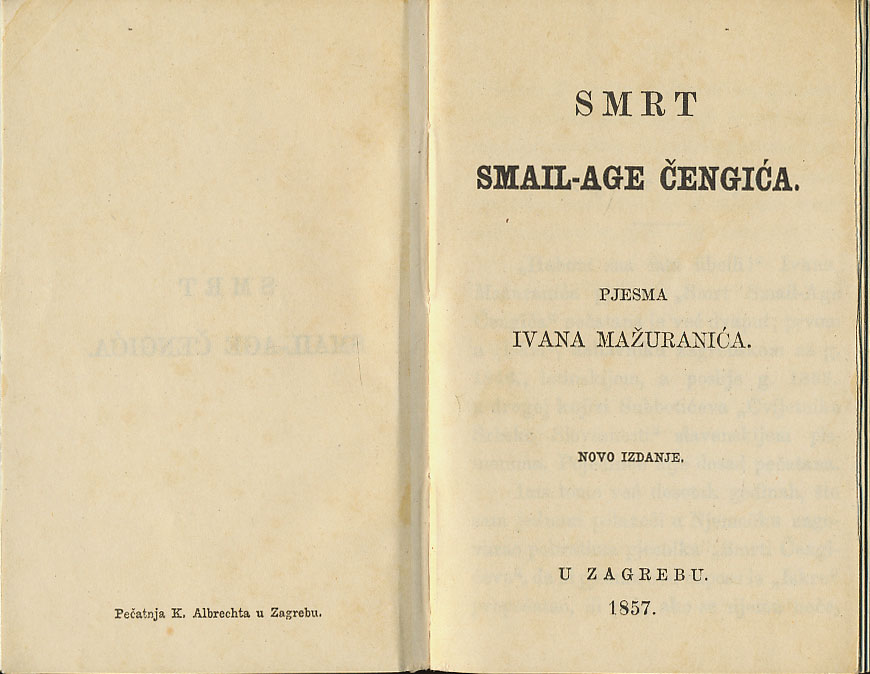 Pečatnja K. Albrechta u Zagrebu.
SMRT
SMAIL-AGE ČENGIĆA.
PJESMA
IVANA MAŽURANIĆA.
NOVO IZDANJE.
U ZAGREBU.
1857.